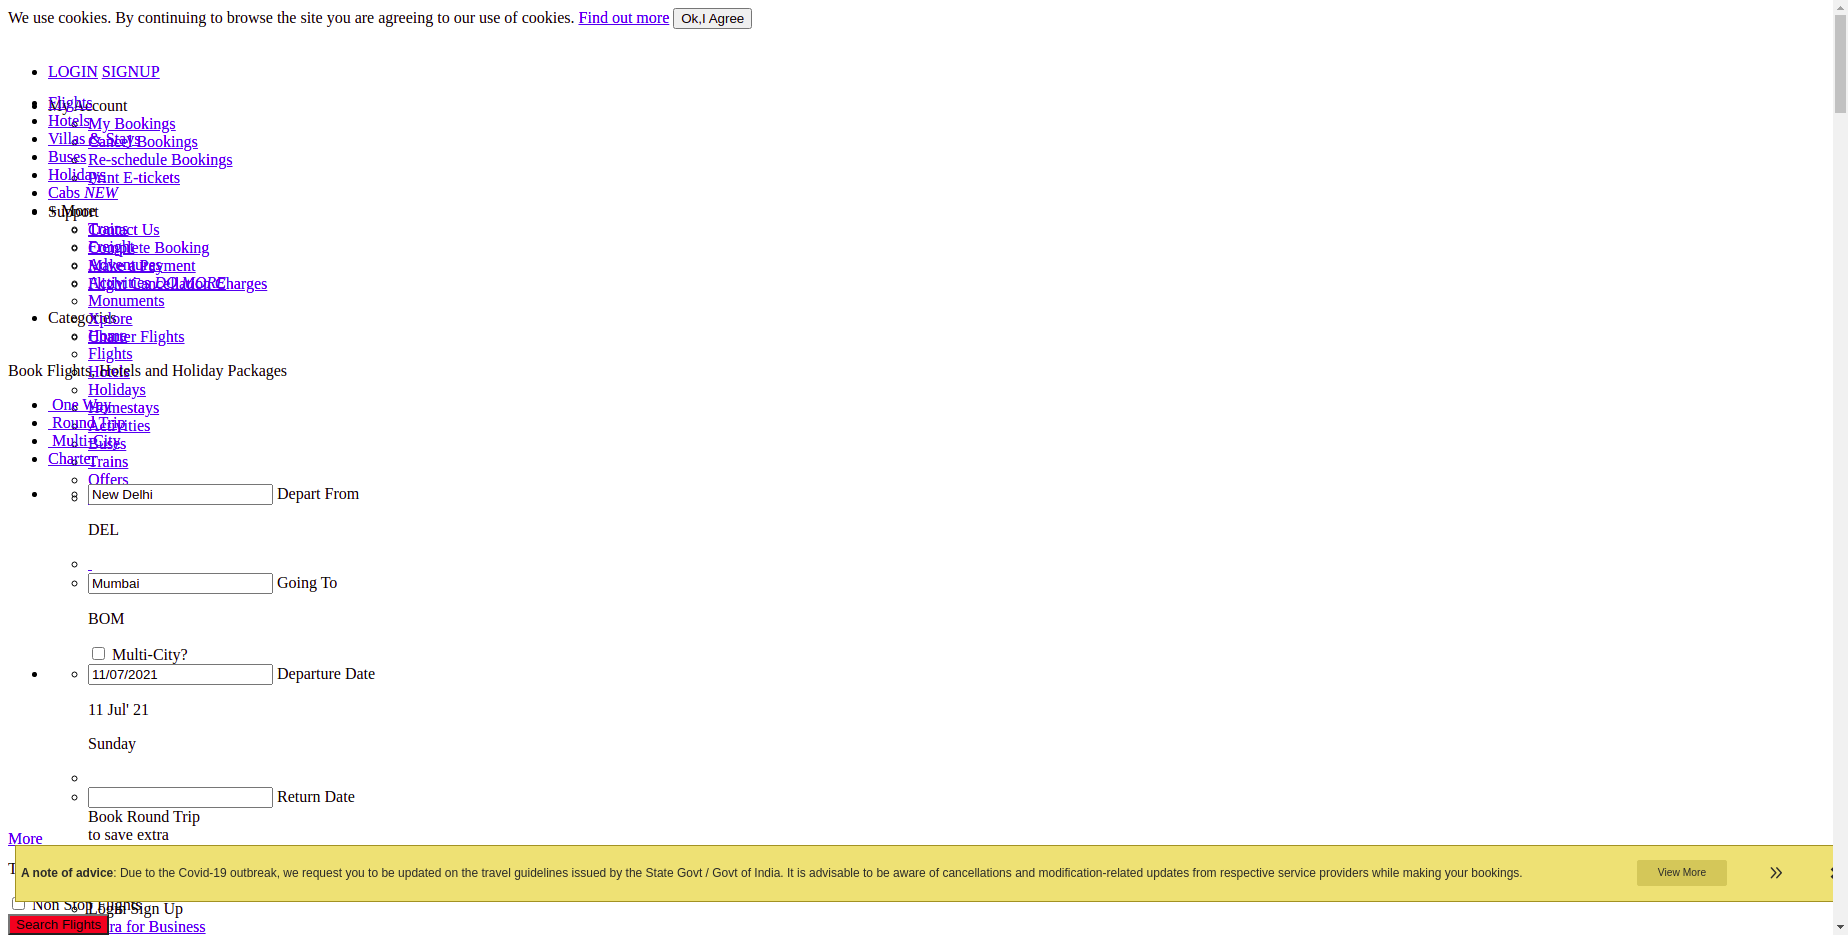 We use cookies. By continuing to browse the site you are agreeing to our use of cookies. Find out more Ok,I Agree
LOGIN SIGNUP
Flights
My Account
Hotels
My Bookings
Villas & Stays
Cancel Bookings
Buses
Re-schedule Bookings
Holidays
Print E-tickets
Cabs NEW
+ More
Support
Trains
Contact Us
Freight
Complete Booking
Adventures
Make a Payment
Activities DO MORE
Flight Cancellation Charges
Monuments
Categories
Xplore
Home
Charter Flights
Flights
Book Flights, Hotels and Holiday Packages
Hotels
Holidays
One Way
Homestays
Round Trip
Activities
Multi-City
Buses
Charter
Trains
Offers
New Delhi Depart From
DEL
Mumbai Going To
BOM
Multi-City?
11/07/2021 Departure Date
11 Jul' 21
Sunday
Return Date
Book Round Trip
to save extra
More
A note of advice: Due to the Covid-19 outbreak, we request you to be updated on the travel guidelines issued by the State Govt / Govt of India. It is advisable to be aware of cancellations and modification-related updates from respective service providers while making your bookings. View More
Non Stop Flights
Login Sign Up
Search Flights
for Business